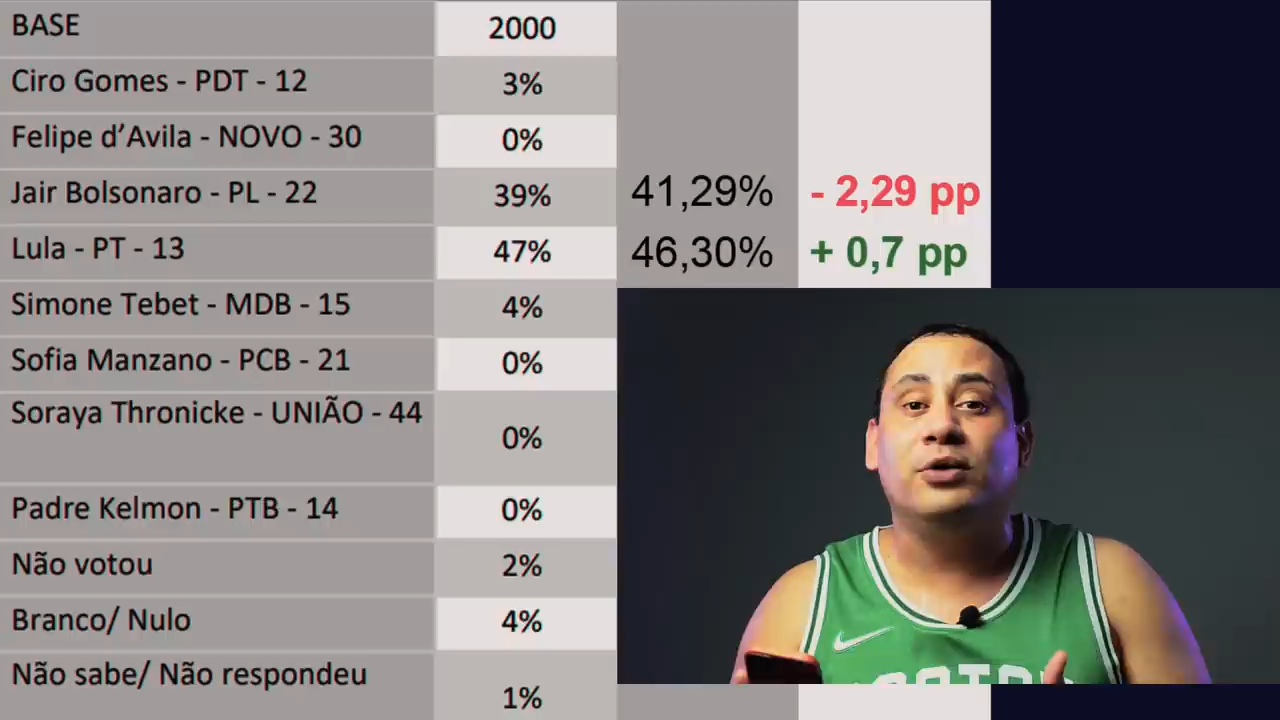 BASE 2000
Ciro Gomes - PDT - 12 3%
Felipe d’Avila - NOVO - 30 0%
Jair Bolsonaro - PL - 22 39% 41,29% - 2,29 pp
Lula - PT - 13 47% 46,30% + 0,7 pp
Simone Tebet - MDB - 15 4%
Sofia Manzano - PCB - 21 0%
Soraya Thronicke - UNIÃO - 44 0%
Padre Kelmon - PTB - 14 0%
Não votou 2%
Branco/ Nulo 4%
Não sabe/ Não respondeu 1%